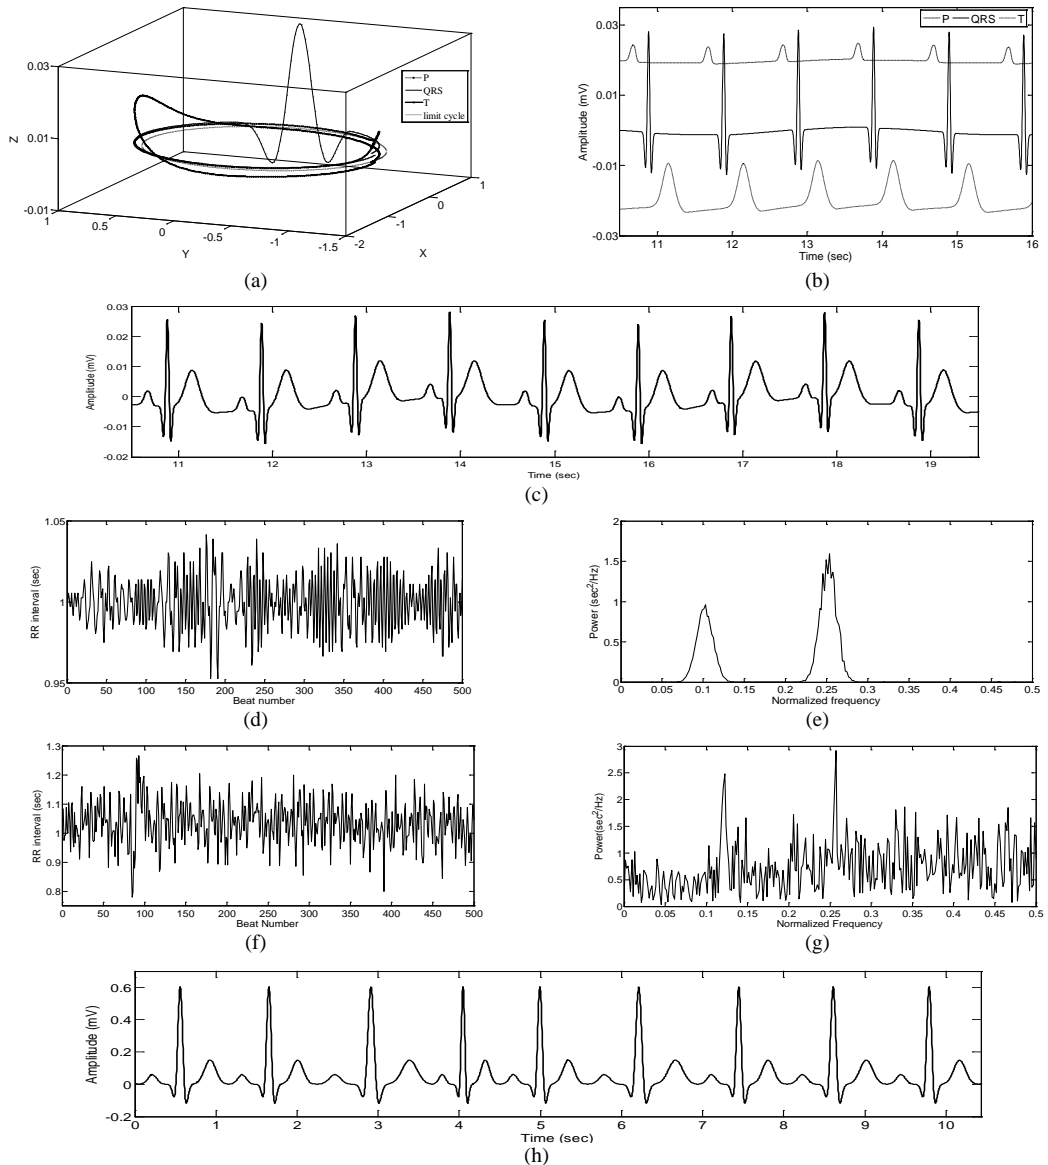 0.03
0.01
-0.01
Z
1
0.5
0
-0.5
-1
-1.5
Y
-2
-1
0
1
X
P
QRS
T
limit cycle
(a)
P QRS T
0.03
0.01
-0.01
-0.03
Amplitude (mV)
11 12 13 14 15 16
Time (sec)
(b)
0.03
0.02
0.01
0
-0.01
-0.02
Amplitude (mV)
11 12 13 14 15 16 17 18 19
Time (sec)
(c)
1.05
1
0.95
RR interval (sec)
0 50 100 150 200 250 300 350 400 450 500
Beat number
(d)
2
1.5
1
0.5
0
Power (sec²/Hz)
0 0.05 0.1 0.15 0.2 0.25 0.3 0.35 0.4 0.45 0.5
Normalized frequency
(e)
1.3
1.2
1.1
1.0
0.9
0.8
RR interval (sec)
0 50 100 150 200 250 300 350 400 450 500
Beat Number
(f)
3
2.5
2
1.5
1
0.5
0
Power(sec²/Hz)
0 0.05 0.1 0.15 0.2 0.25 0.3 0.35 0.4 0.45 0.5
Normalized Frequency
(g)
0.6
0.4
0.2
0
-0.2
Amplitude (mV)
0 1 2 3 4 5 6 7 8 9 10
Time (sec)
(h)